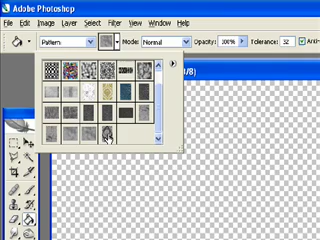 Adobe Photoshop
File Edit Image Layer Select Filter View Window Help
Pattern Mode: Normal Opacity: 100% Tolerance: 32 Anti-
/8)